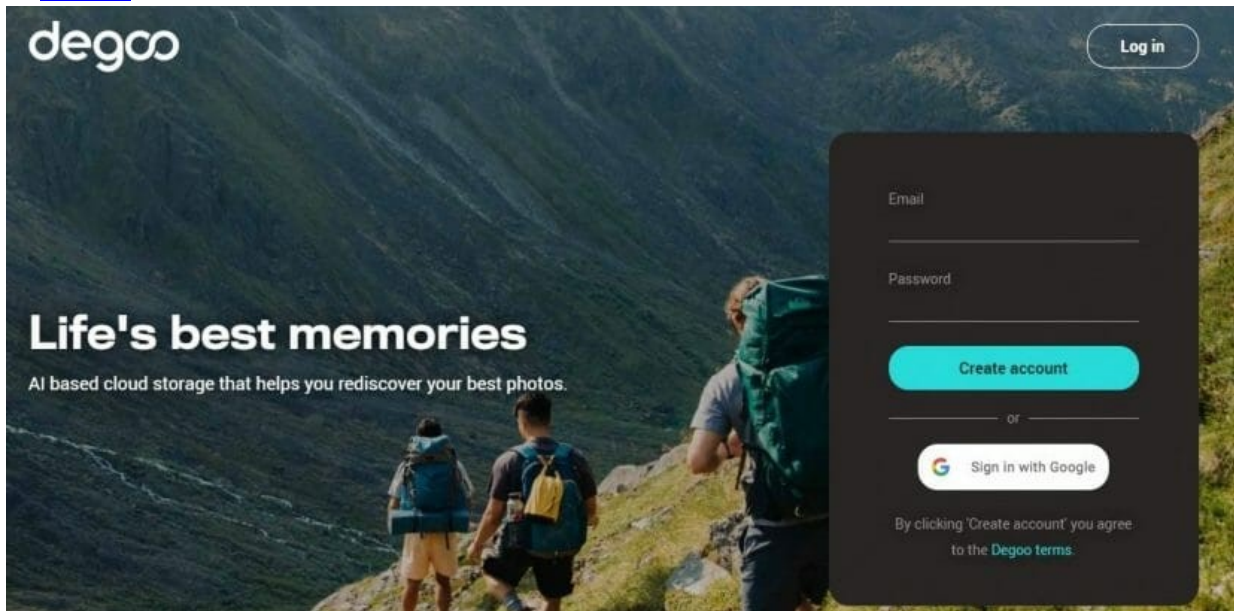 degoo
Log in
Email
Password
Life's best memories
AI based cloud storage that helps you rediscover your best photos.
Create account
or
Sign in with Google
By clicking 'Create account' you agree
to the Degoo terms.